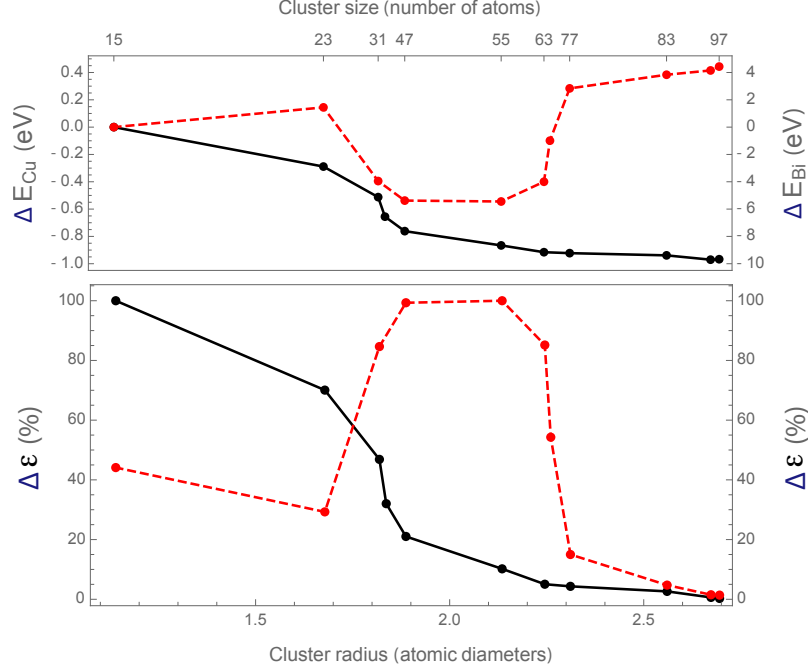 Cluster size (number of atoms)
15 23 31 47 55 63 77 83 97
0.4 4
0.2 2
0.0 0
- 0.2 - 2
- 0.4 - 4
- 0.6 - 6
- 0.8 - 8
- 1.0 - 10
Δ E_Cu (eV)
Δ E_Bi (eV)
100 100
80 80
60 60
40 40
20 20
0 0
Δ ε (%)
Δ ε (%)
1.5 2.0 2.5
Cluster radius (atomic diameters)